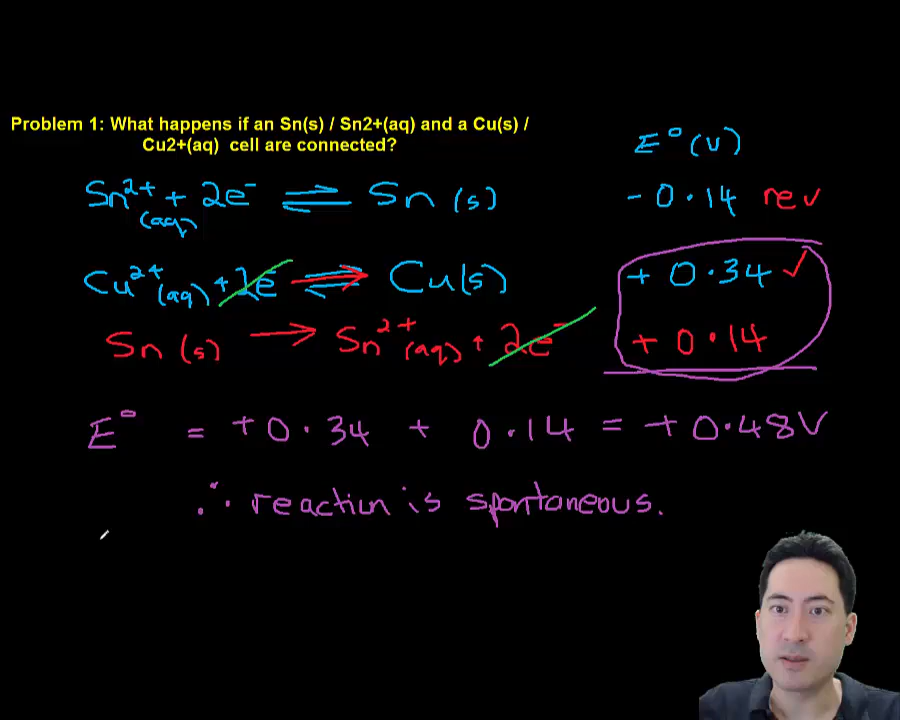 Problem 1: What happens if an Sn(s) / Sn2+(aq) and a Cu(s) /
Cu2+(aq) cell are connected?
E° (V)
Sn²⁺ (aq) + 2e⁻ ⇌ Sn (s) - 0.14 rev
Cu²⁺ (aq) + 2e⁻ ⇌ Cu(s) + 0.34 ✓
Sn (s) → Sn²⁺ (aq) + 2e⁻ + 0.14
E° = +0.34 + 0.14 = +0.48V
∴ reaction is spontaneous.